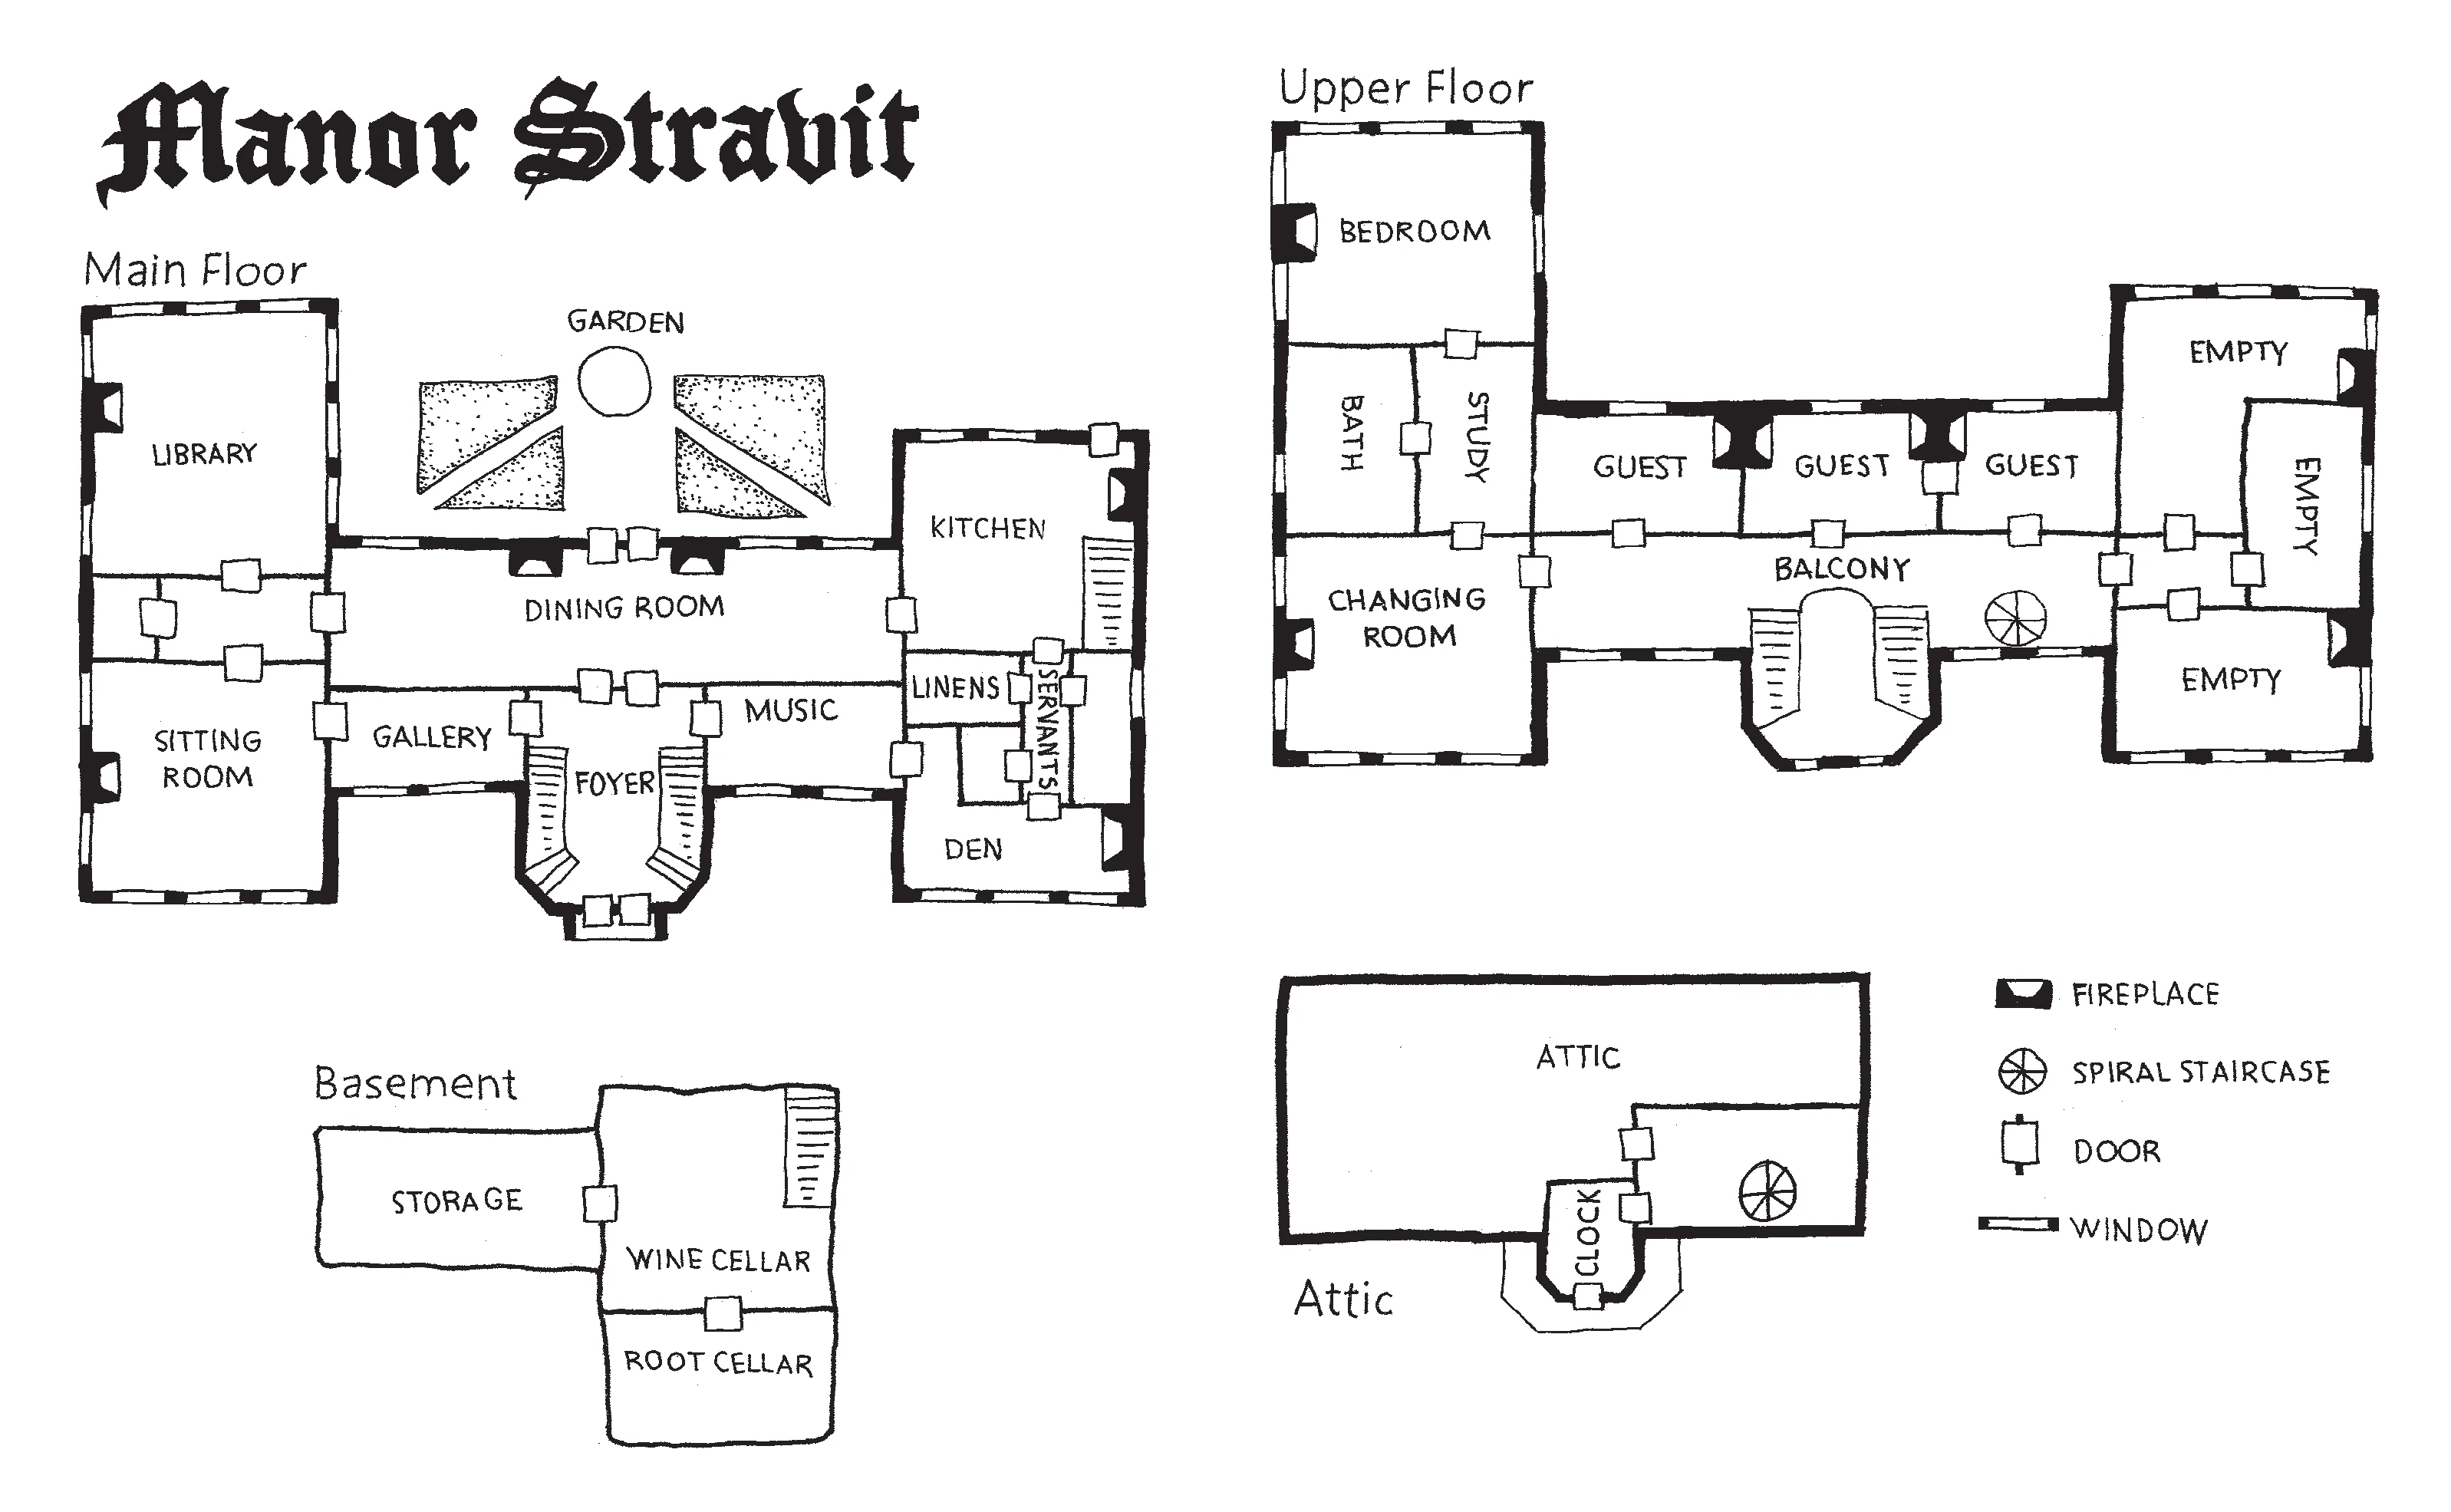 Manor Stravit
Main Floor
GARDEN
LIBRARY
KITCHEN
DINING ROOM
LINENS
SERVANTS
MUSIC
GALLERY
SITTING
ROOM
FOYER
DEN
Upper Floor
BEDROOM
BATH
STUDY
GUEST
GUEST
GUEST
EMPTY
EMPTY
BALCONY
CHANGING
ROOM
EMPTY
Basement
STORAGE
WINE CELLAR
ROOT CELLAR
ATTIC
CLOCK
Attic
FIREPLACE
SPIRAL STAIRCASE
DOOR
WINDOW